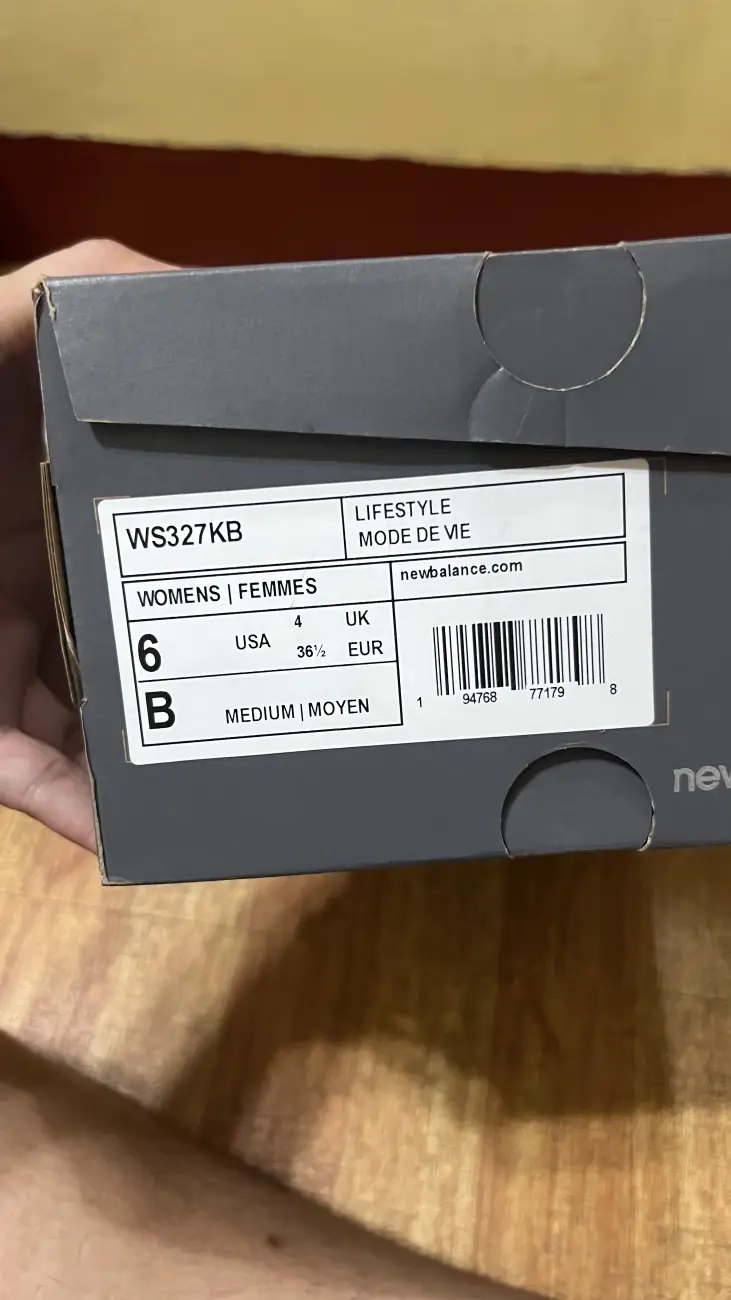 WS327KB
LIFESTYLE
MODE DE VIE
WOMENS | FEMMES
newbalance.com
6 USA 4 UK
36½ EUR
B MEDIUM | MOYEN
1 94768 77179 8
new